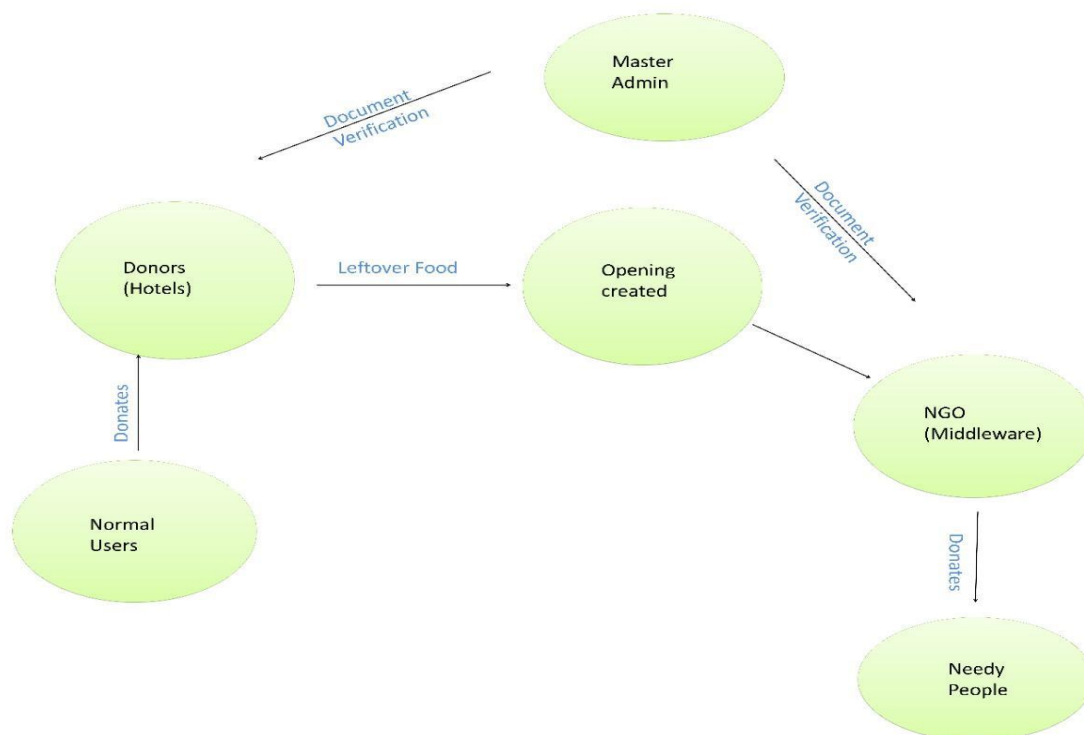 Master
Admin
Document
Verification
Document
Verification
Donors
(Hotels)
Leftover Food
Opening
created
NGO
(Middleware)
Donates
Normal
Users
Donates
Needy
People